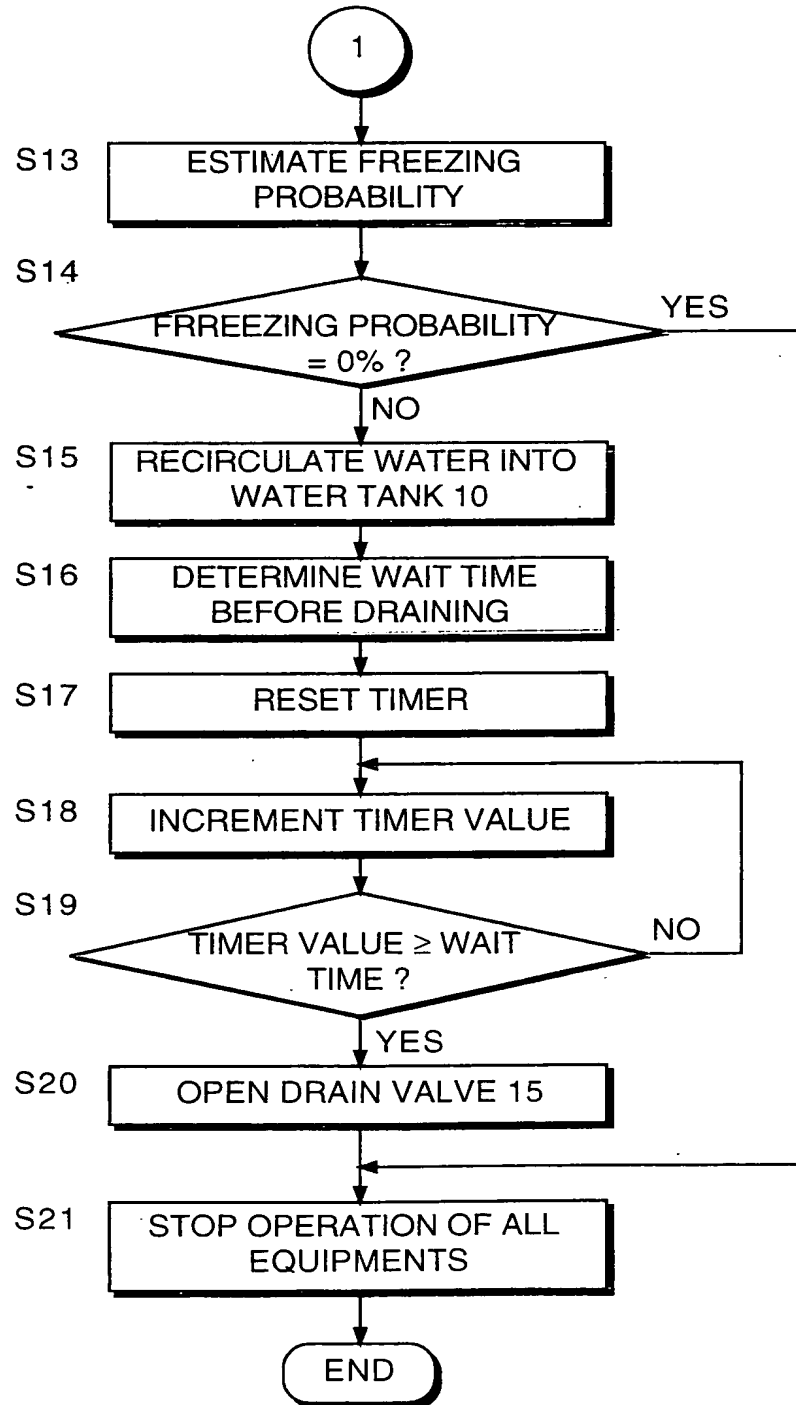 1
S13
ESTIMATE FREEZING
PROBABILITY
S14
FRREEZING PROBABILITY
= 0% ?
YES
NO
S15
RECIRCULATE WATER INTO
WATER TANK 10
S16
DETERMINE WAIT TIME
BEFORE DRAINING
S17
RESET TIMER
S18
INCREMENT TIMER VALUE
S19
TIMER VALUE ≥ WAIT
TIME ?
NO
YES
S20
OPEN DRAIN VALVE 15
S21
STOP OPERATION OF ALL
EQUIPMENTS
END